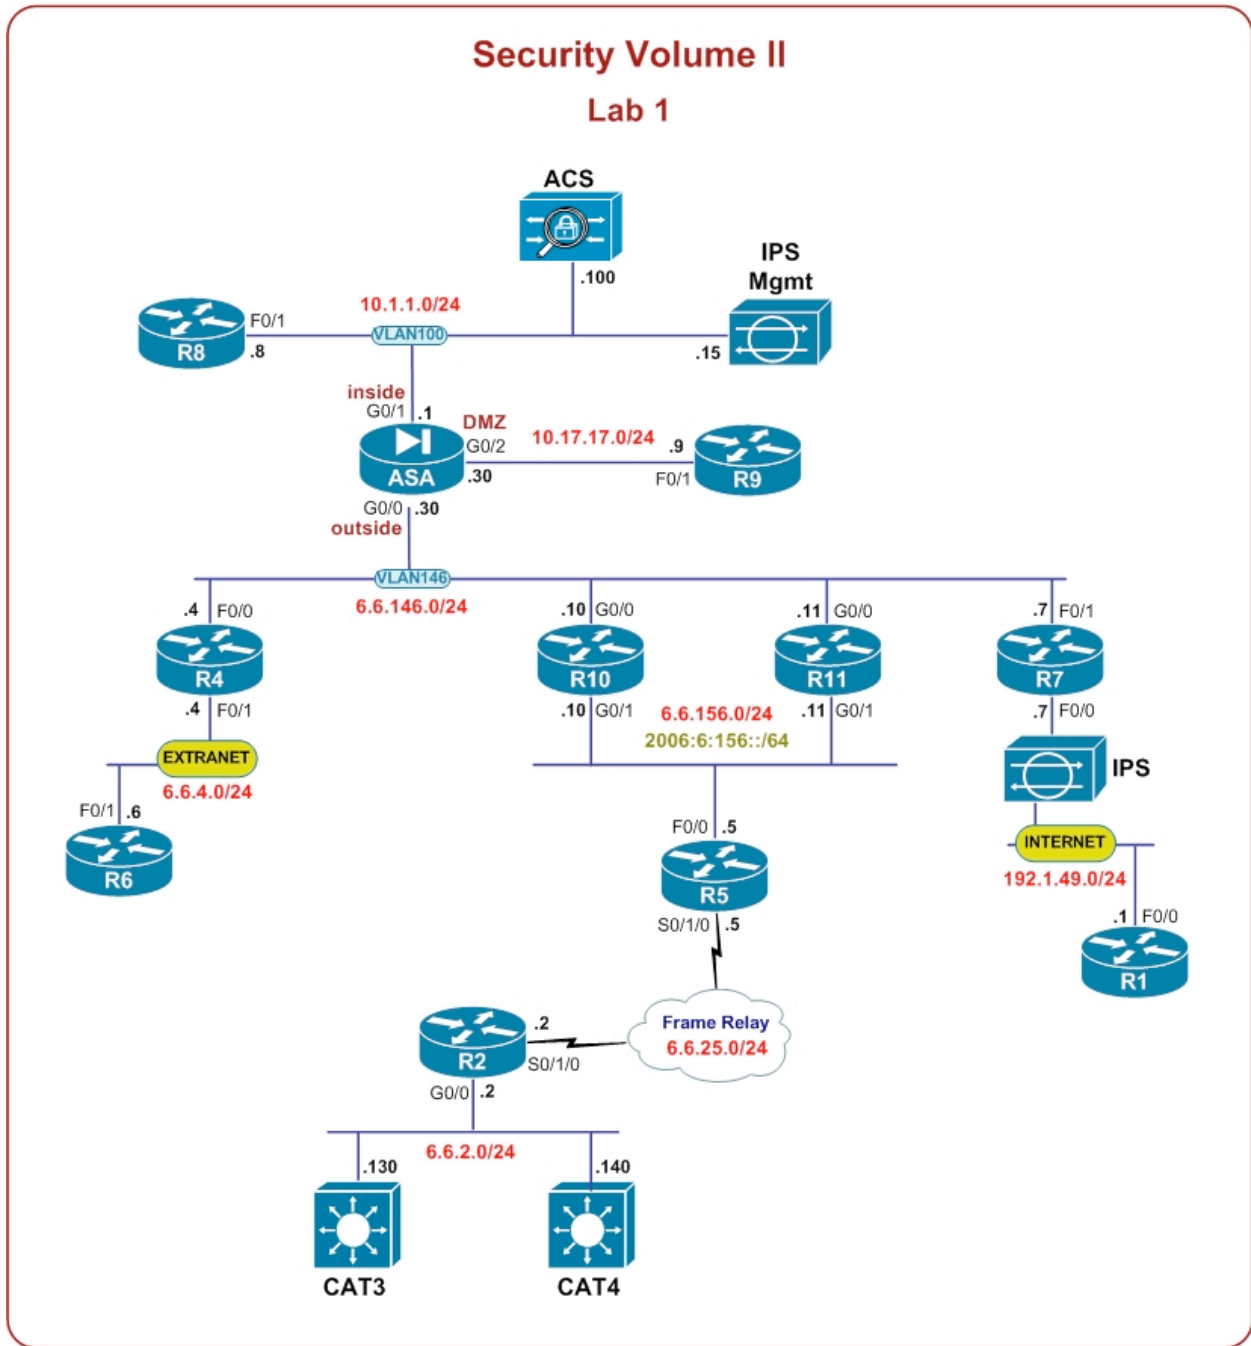 Security Volume II
Lab 1
ACS
.100
IPS
Mgmt
.15
10.1.1.0/24
VLAN100
F0/1
.8
R8
inside
G0/1
.1
DMZ
G0/2
.30
10.17.17.0/24
.9
F0/1
R9
ASA
G0/0
.30
outside
VLAN146
6.6.146.0/24
.4
F0/0
R4
.4
F0/1
EXTRANET
6.6.4.0/24
F0/1
.6
R6
.10
G0/0
R10
.10
G0/1
.11
G0/0
R11
.11
G0/1
6.6.156.0/24
2006:6:156::/64
.7
F0/1
R7
.7
F0/0
IPS
INTERNET
192.1.49.0/24
.1
F0/0
R1
F0/0
.5
R5
S0/1/0
.5
Frame Relay
6.6.25.0/24
.2
S0/1/0
R2
G0/0
.2
6.6.2.0/24
.130
.140
CAT3
CAT4